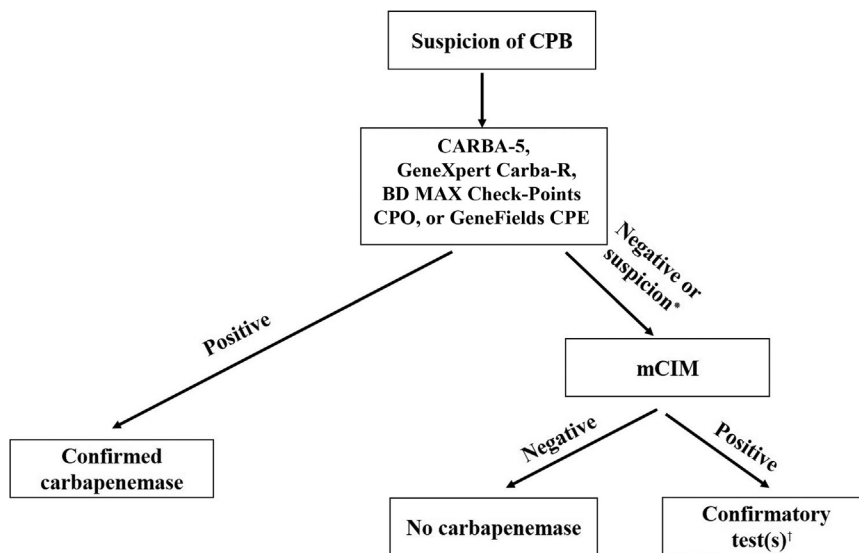 Suspicion of CPB
CARBA-5,
GeneXpert Carba-R,
BD MAX Check-Points
CPO, or GeneFields CPE
Positive
Negative or
suspicion*
mCIM
Confirmed
carbapenemase
Negative
Positive
No carbapenemase
Confirmatory
test(s)†